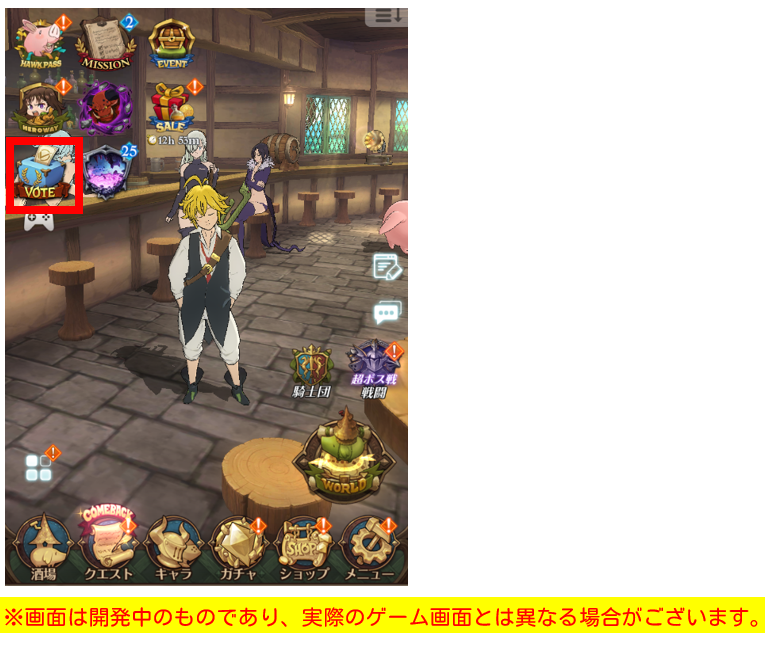 HAWK PASS
MISSION
2
EVENT
HEROWAY
SALE
12h 53m
VOTE
25
騎士団
超ボス戦
戦闘
WORLD
COMEBACK
酒場
クエスト
キャラ
ガチャ
SHOP
ショップ
メニュー
※画面は開発中のものであり、実際のゲーム画面とは異なる場合がございます。